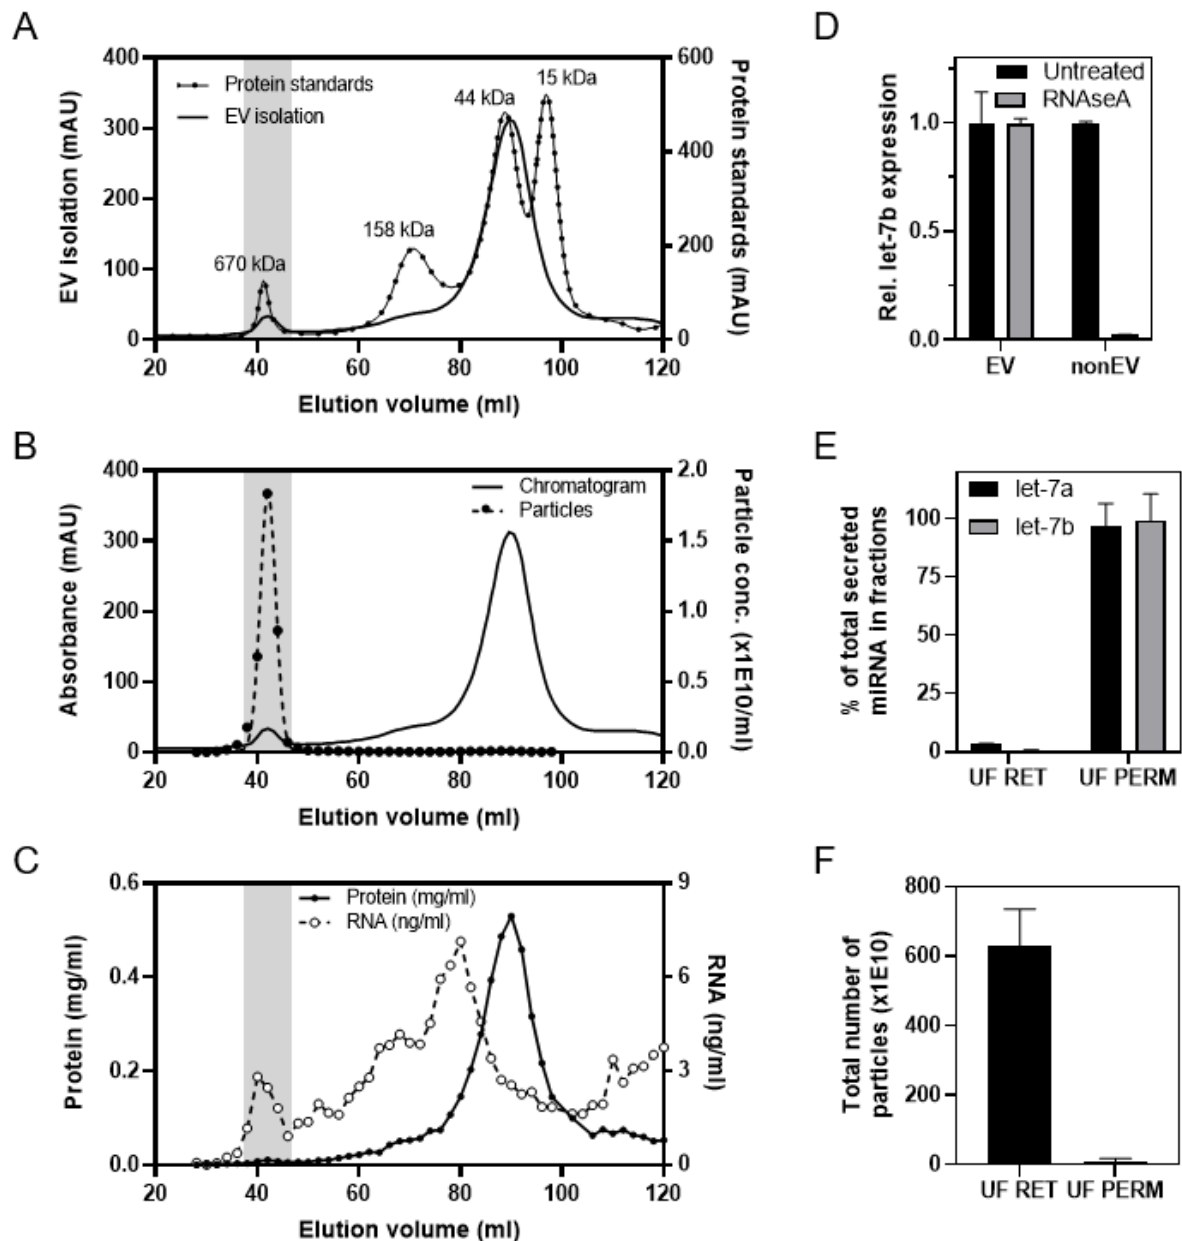 A
400
300
200
100
0
EV isolation (mAU)
Protein standards
EV isolation
670 kDa
158 kDa
44 kDa
15 kDa
600
400
200
0
Protein standards (mAU)
20 40 60 80 100 120
Elution volume (ml)
B
400
300
200
100
0
Absorbance (mAU)
Chromatogram
Particles
2.0
1.5
1.0
0.5
0.0
Particle conc. (x1E10/ml)
20 40 60 80 100 120
Elution volume (ml)
C
0.6
0.4
0.2
0.0
Protein (mg/ml)
Protein (mg/ml)
RNA (ng/ml)
9
6
3
0
RNA (ng/ml)
20 40 60 80 100 120
Elution volume (ml)
D
Rel. let-7b expression
1.0
0.5
0.0
Untreated
RNAseA
EV nonEV
E
% of total secreted
miRNA in fractions
100
75
50
25
0
let-7a
let-7b
UF RET UF PERM
F
Total number of
particles (x1E10)
800
600
400
200
0
UF RET UF PERM